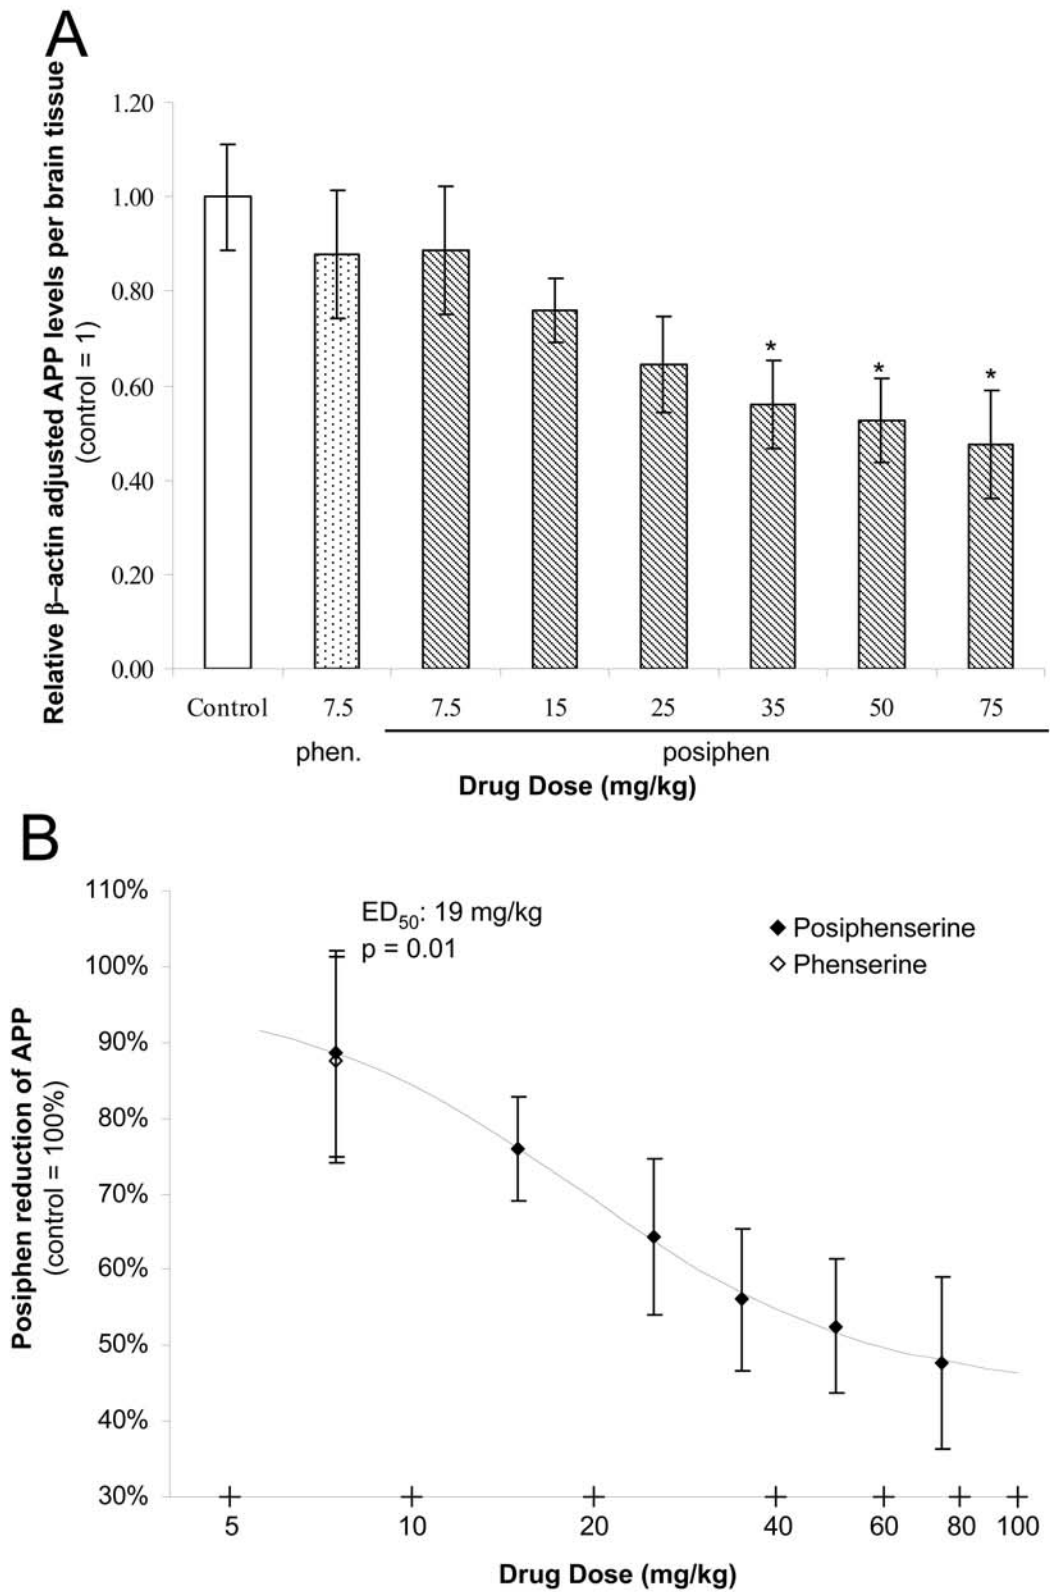 A
Relative β–actin adjusted APP levels per brain tissue
(control = 1)
1.20
1.00
0.80
0.60
0.40
0.20
0.00
* * *
Control 7.5 7.5 15 25 35 50 75
phen. posiphen
Drug Dose (mg/kg)
B
Posiphen reduction of APP
(control = 100%)
110%
100%
90%
80%
70%
60%
50%
40%
30%
ED50: 19 mg/kg
p = 0.01
Posiphenserine
Phenserine
5 10 20 40 60 80 100
Drug Dose (mg/kg)